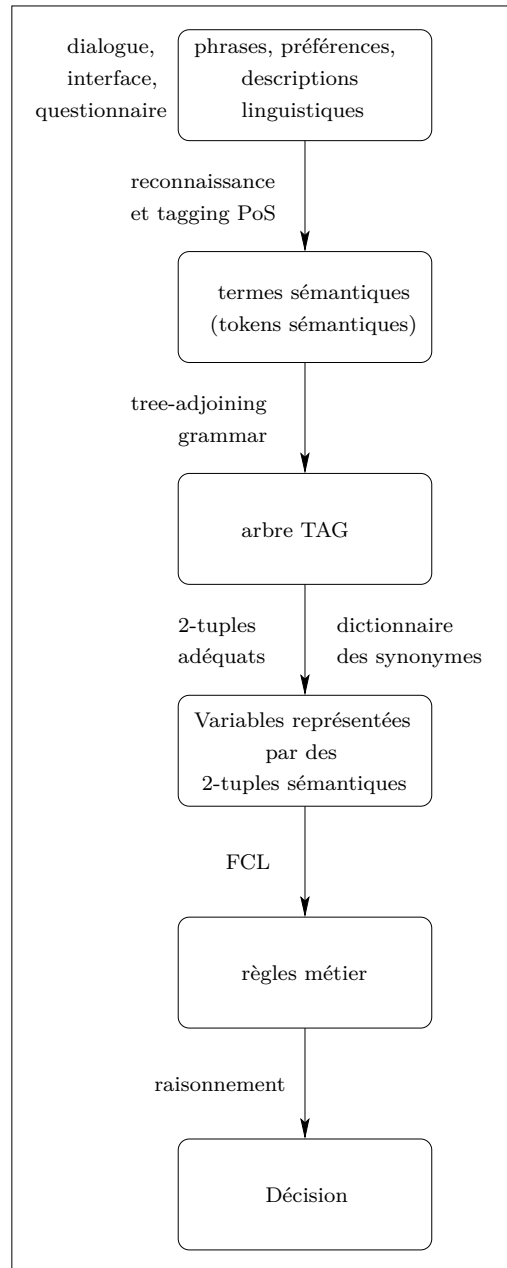 dialogue,
interface,
questionnaire
phrases, préférences,
descriptions
linguistiques
reconnaissance
et tagging PoS
termes sémantiques
(tokens sémantiques)
tree-adjoining
grammar
arbre TAG
2-tuples
adéquats
dictionnaire
des synonymes
Variables représentées
par des
2-tuples sémantiques
FCL
règles métier
raisonnement
Décision